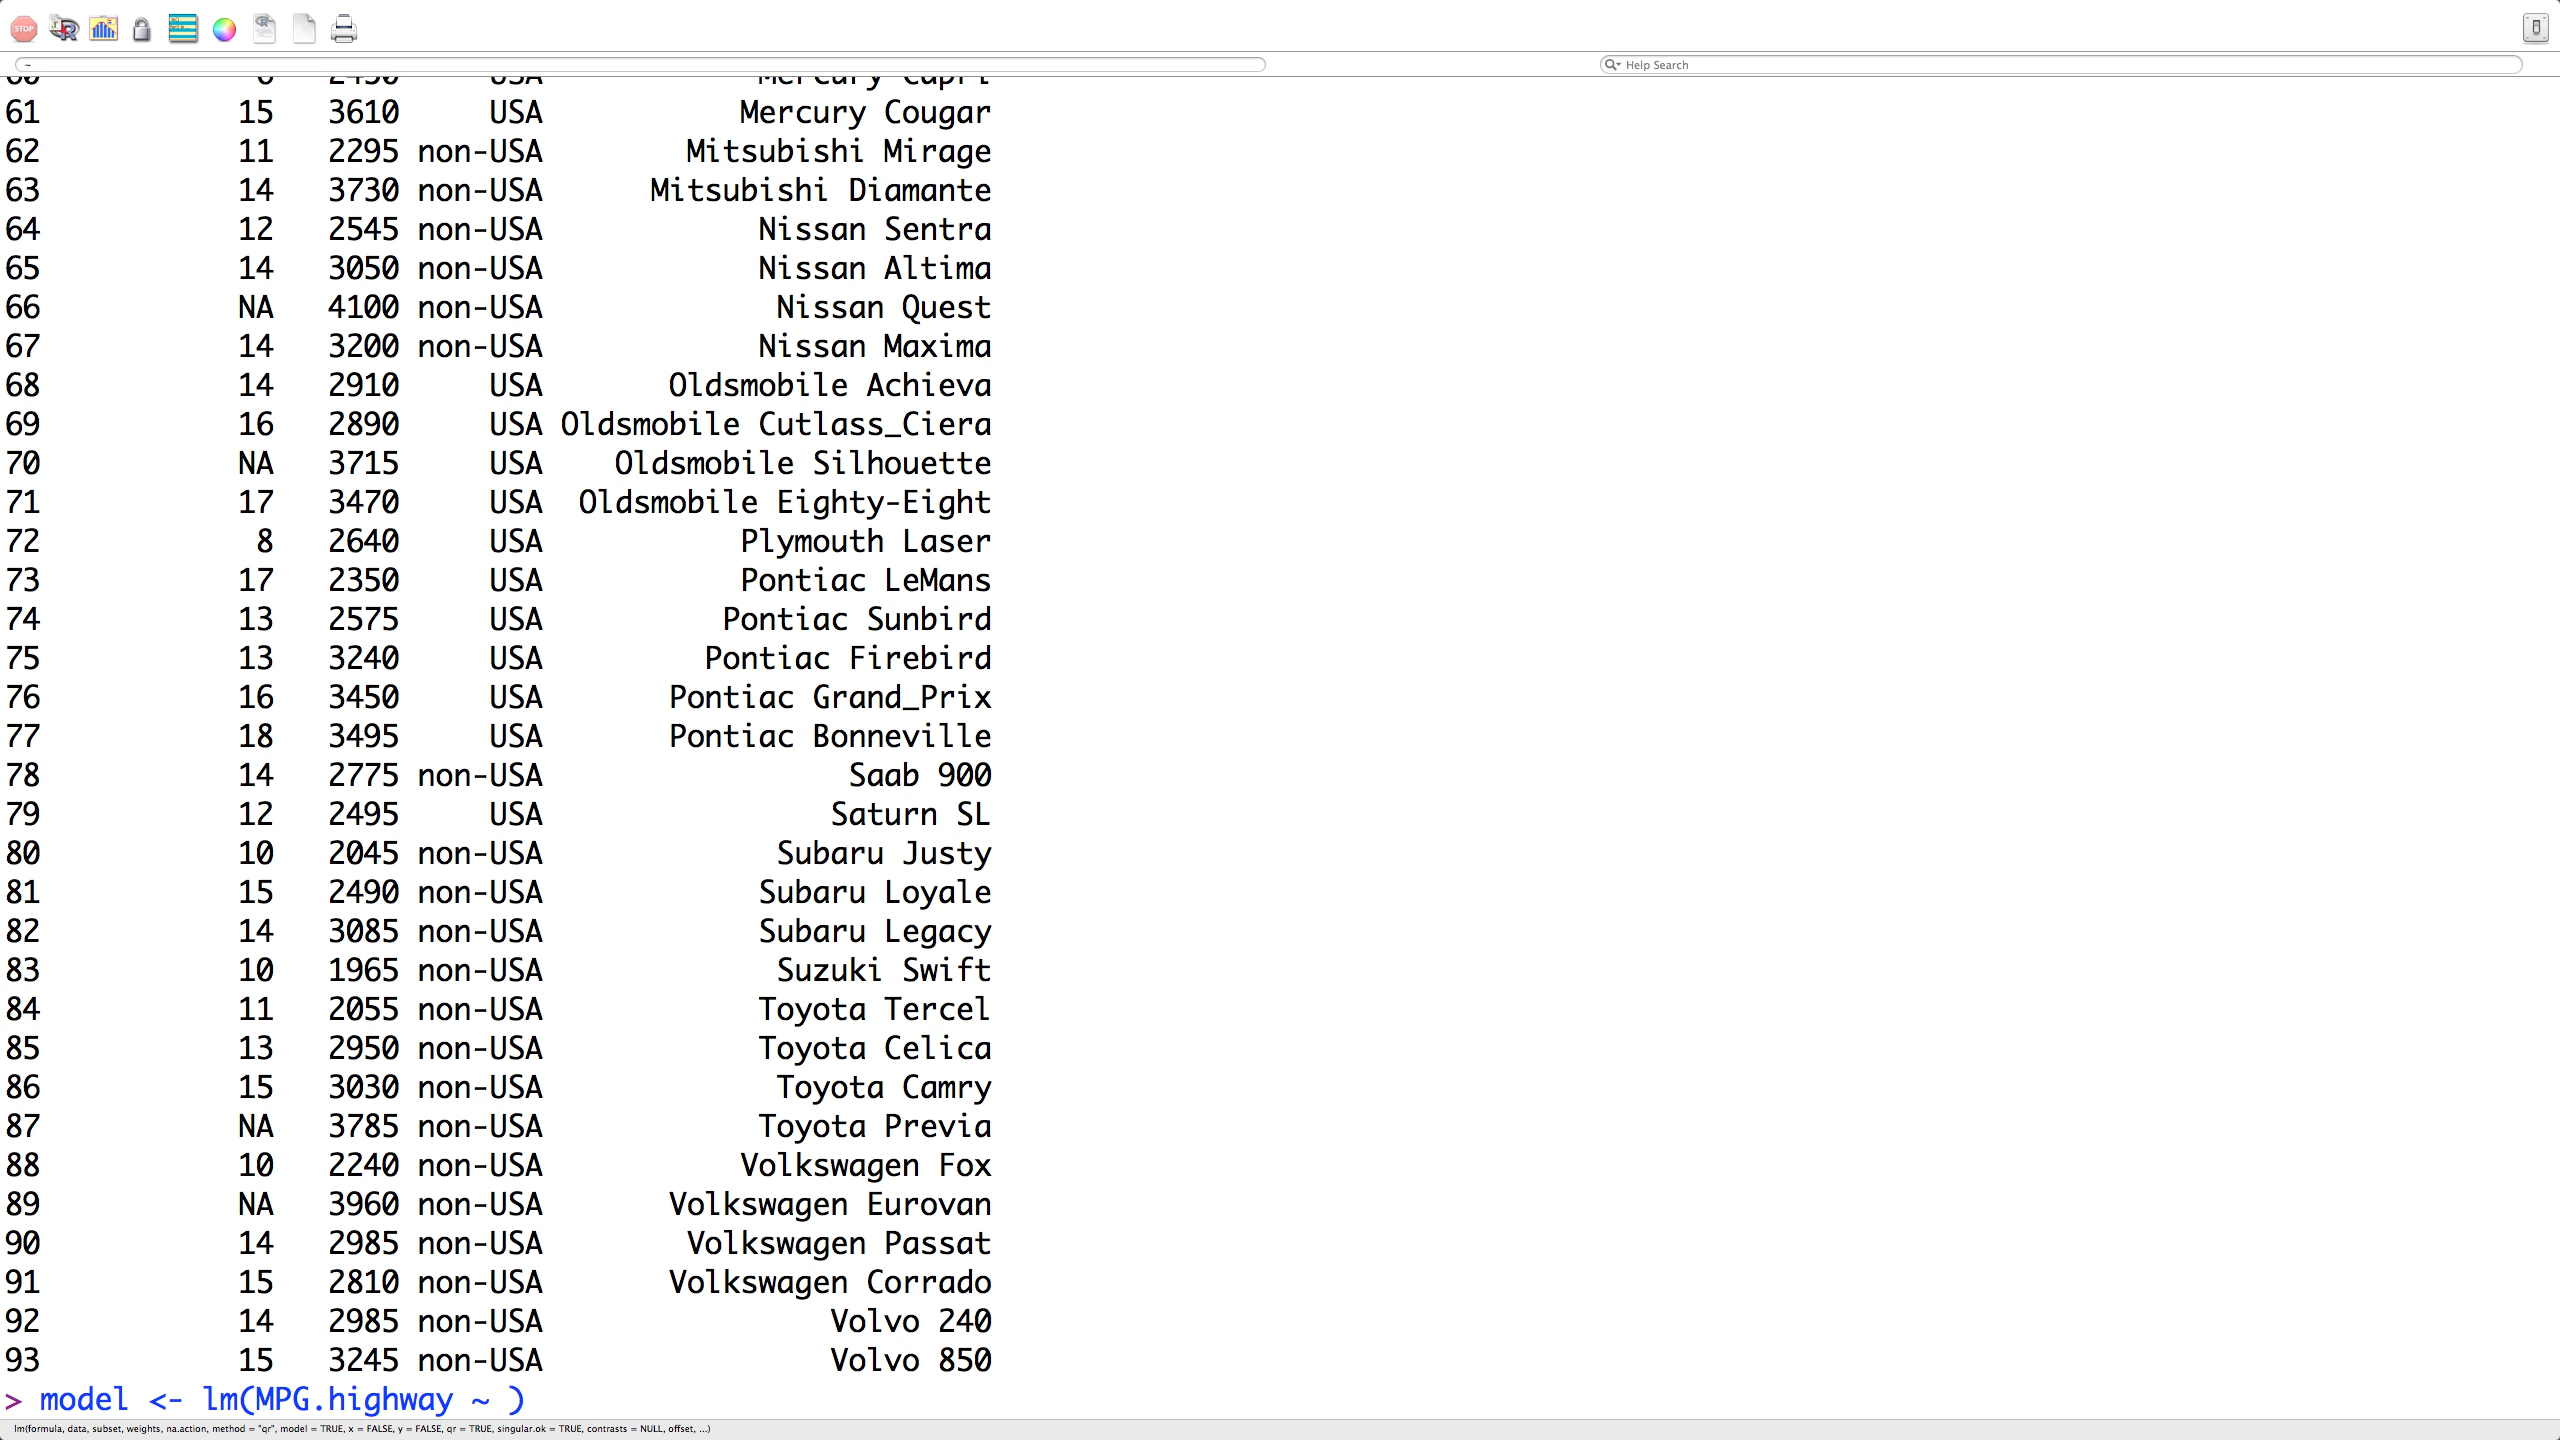 STOP
R
~
Help Search
60 8 2450 USA Mercury Capri
61 15 3610 USA Mercury Cougar
62 11 2295 non-USA Mitsubishi Mirage
63 14 3730 non-USA Mitsubishi Diamante
64 12 2545 non-USA Nissan Sentra
65 14 3050 non-USA Nissan Altima
66 NA 4100 non-USA Nissan Quest
67 14 3200 non-USA Nissan Maxima
68 14 2910 USA Oldsmobile Achieva
69 16 2890 USA Oldsmobile Cutlass_Ciera
70 NA 3715 USA Oldsmobile Silhouette
71 17 3470 USA Oldsmobile Eighty-Eight
72 8 2640 USA Plymouth Laser
73 17 2350 USA Pontiac LeMans
74 13 2575 USA Pontiac Sunbird
75 13 3240 USA Pontiac Firebird
76 16 3450 USA Pontiac Grand_Prix
77 18 3495 USA Pontiac Bonneville
78 14 2775 non-USA Saab 900
79 12 2495 USA Saturn SL
80 10 2045 non-USA Subaru Justy
81 15 2490 non-USA Subaru Loyale
82 14 3085 non-USA Subaru Legacy
83 10 1965 non-USA Suzuki Swift
84 11 2055 non-USA Toyota Tercel
85 13 2950 non-USA Toyota Celica
86 15 3030 non-USA Toyota Camry
87 NA 3785 non-USA Toyota Previa
88 10 2240 non-USA Volkswagen Fox
89 NA 3960 non-USA Volkswagen Eurovan
90 14 2985 non-USA Volkswagen Passat
91 15 2810 non-USA Volkswagen Corrado
92 14 2985 non-USA Volvo 240
93 15 3245 non-USA Volvo 850
> model <- lm(MPG.highway ~ )
lm(formula, data, subset, weights, na.action, method = "qr", model = TRUE, x = FALSE, y = FALSE, qr = TRUE, singular.ok = TRUE, contrasts = NULL, offset, ...)